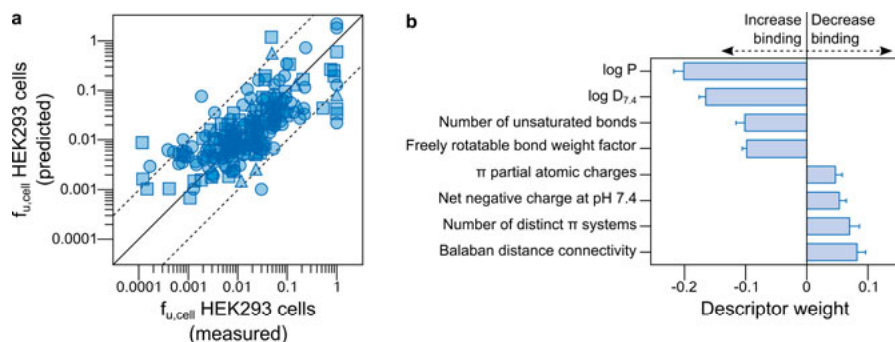 a
f u,cell HEK293 cells
(predicted)
1
0.1
0.01
0.001
0.0001
0.0001 0.001 0.01 0.1 1
f u,cell HEK293 cells
(measured)
b
Increase binding
Decrease binding
log P
log D7.4
Number of unsaturated bonds
Freely rotatable bond weight factor
π partial atomic charges
Net negative charge at pH 7.4
Number of distinct π systems
Balaban distance connectivity
-0.2 -0.1 0 0.1
Descriptor weight